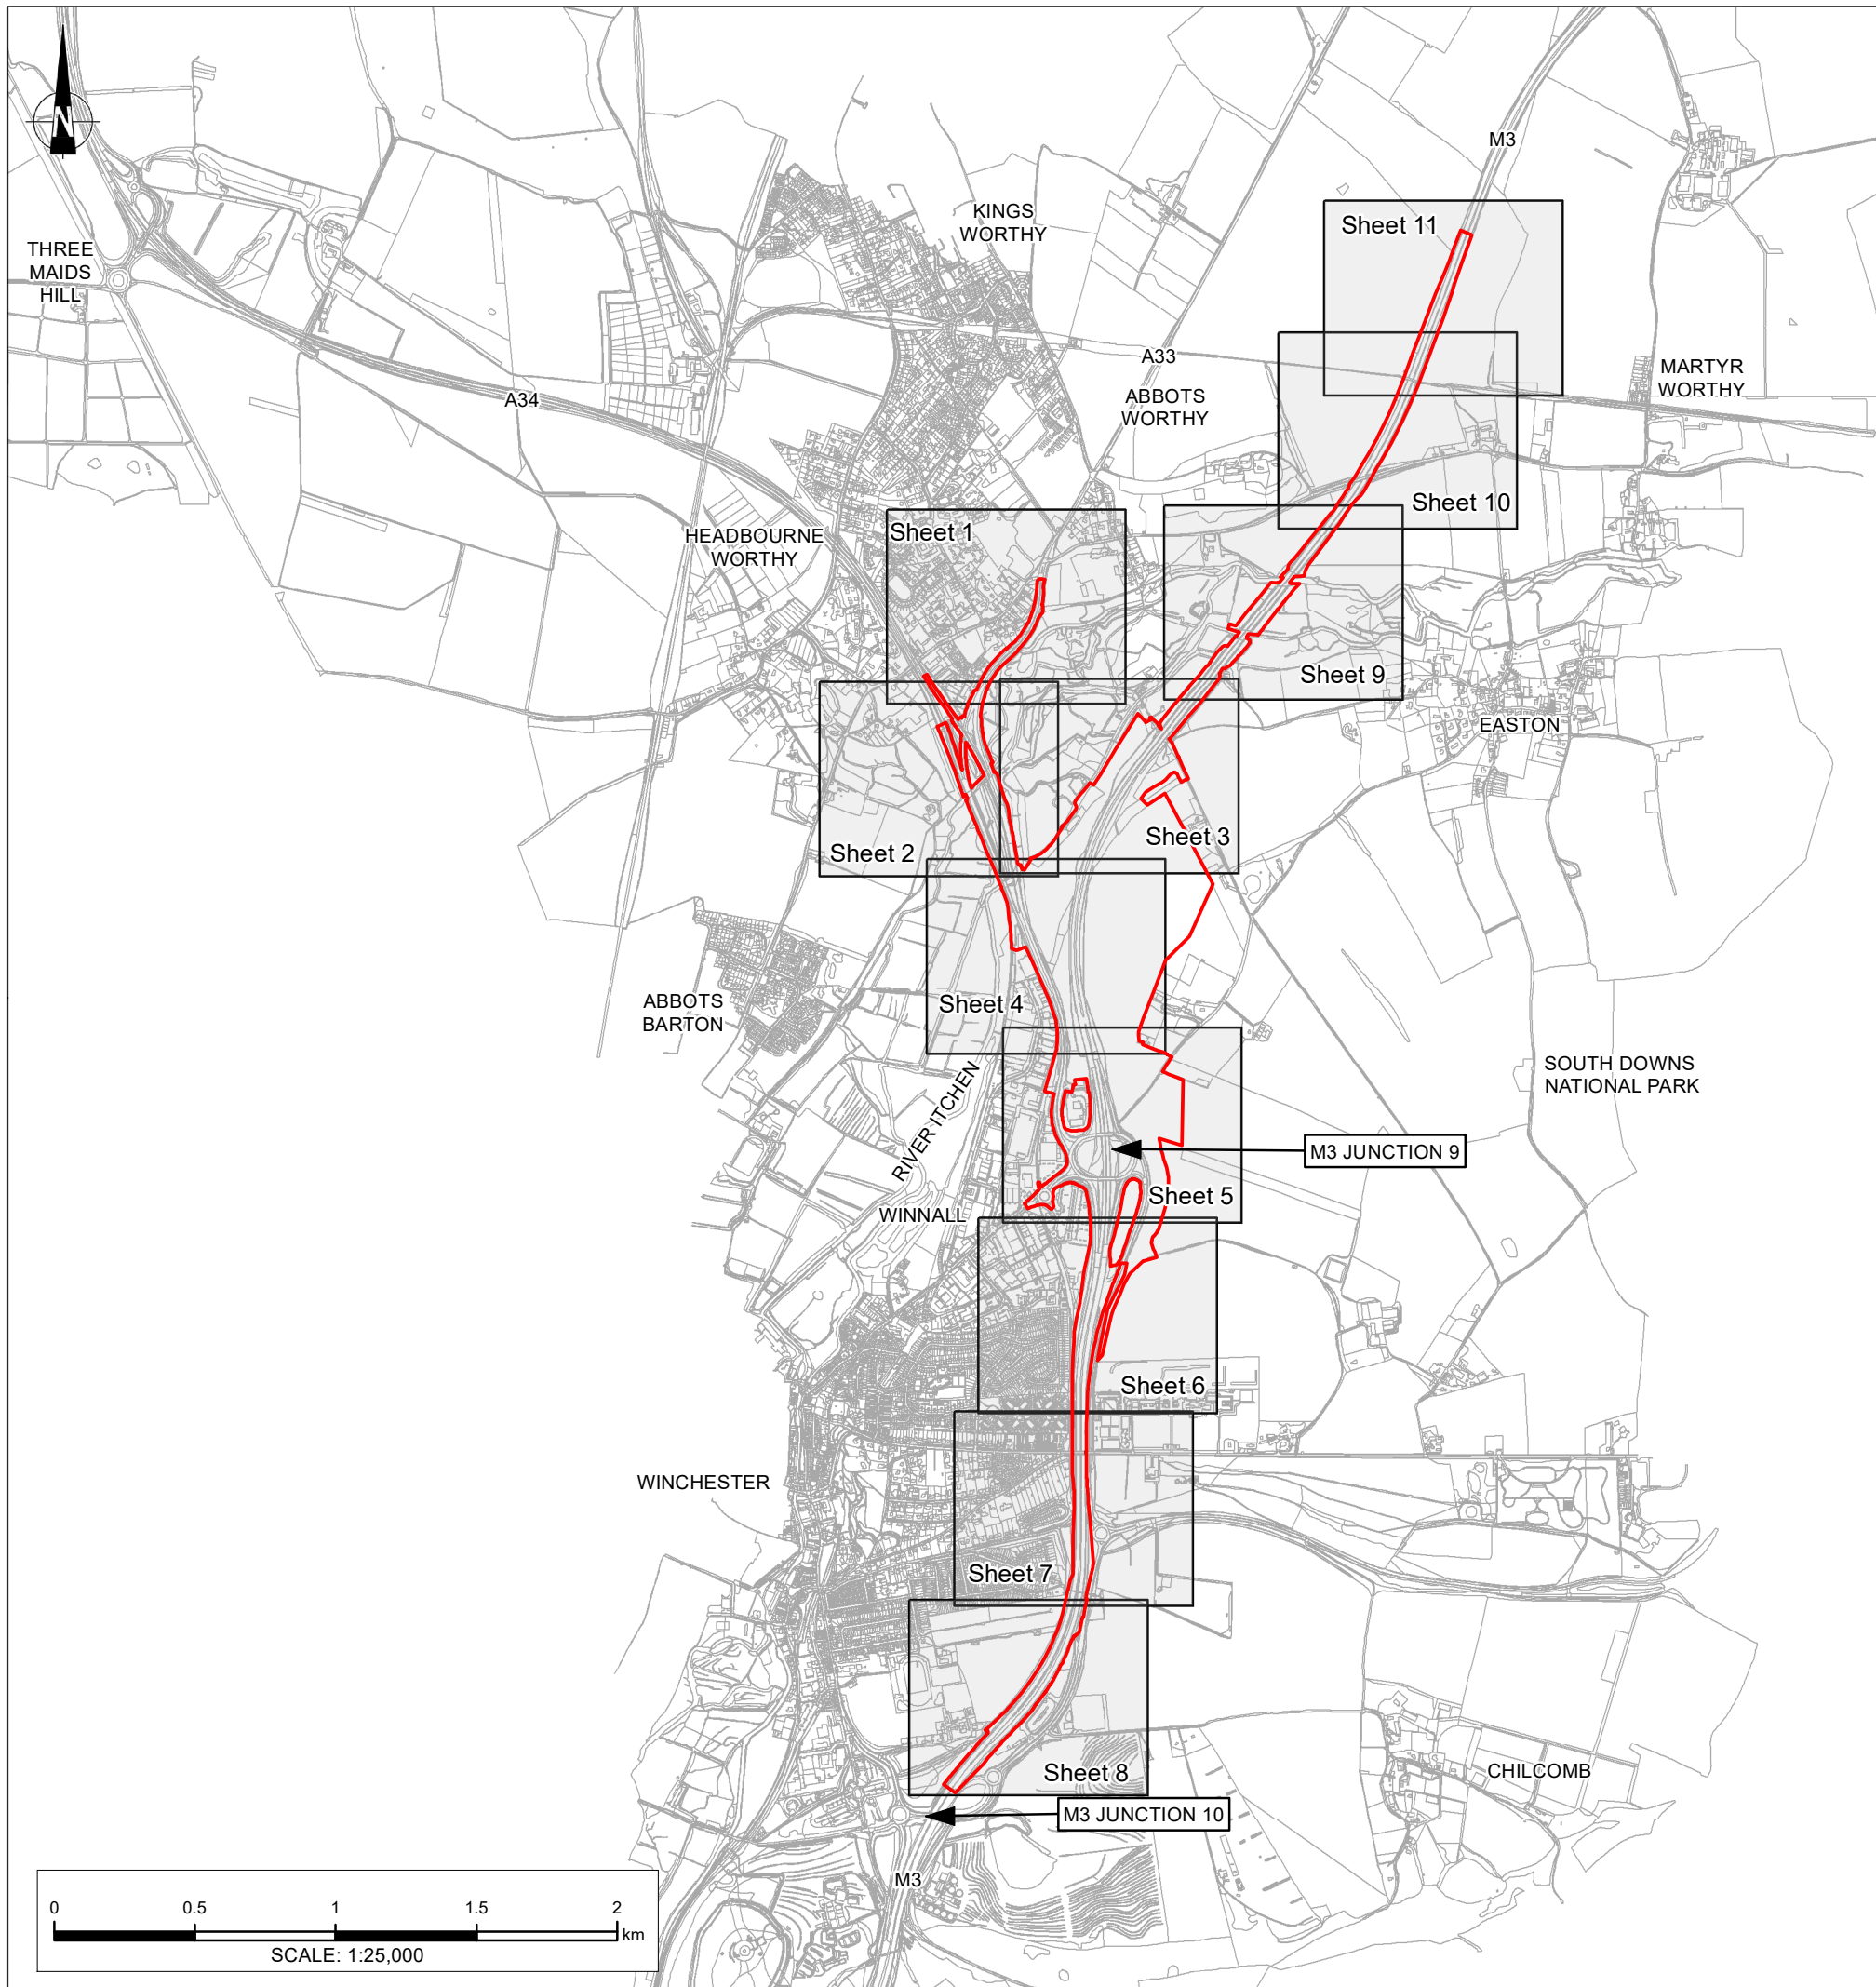 N
M3
KINGS
WORTHY
Sheet 11
THREE
MAIDS
HILL
A33
MARTYR
WORTHY
A34
ABBOTS
WORTHY
Sheet 10
Sheet 1
HEADBOURNE
WORTHY
Sheet 9
EASTON
Sheet 3
Sheet 2
ABBOTS
BARTON
Sheet 4
SOUTH DOWNS
NATIONAL PARK
RIVER ITCHEN
M3 JUNCTION 9
Sheet 5
WINNALL
Sheet 6
WINCHESTER
Sheet 7
Sheet 8
CHILCOMB
M3 JUNCTION 10
M3
0 0.5 1 1.5 2
km
SCALE: 1:25,000